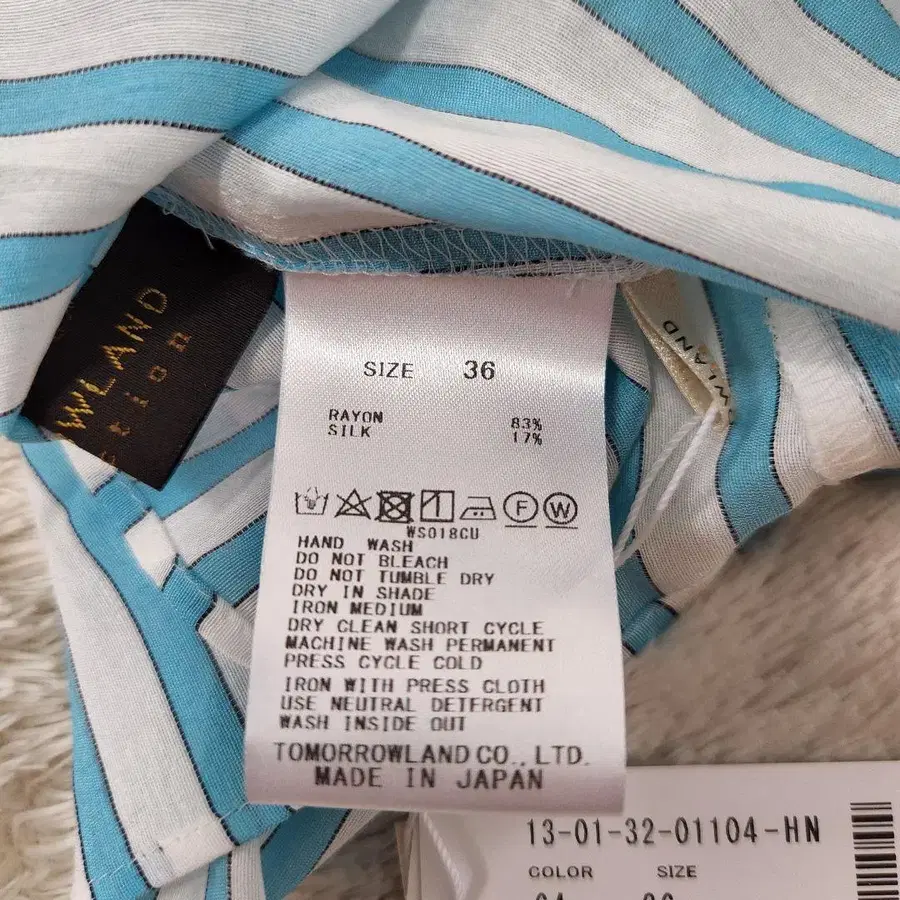 SIZE 36
RAYON 83%
SILK 17%
F W
WS018CU
HAND WASH
DO NOT BLEACH
DO NOT TUMBLE DRY
DRY IN SHADE
IRON MEDIUM
DRY CLEAN SHORT CYCLE
MACHINE WASH PERMANENT
PRESS CYCLE COLD
IRON WITH PRESS CLOTH
USE NEUTRAL DETERGENT
WASH INSIDE OUT
TOMORROWLAND CO., LTD.
MADE IN JAPAN
13-01-32-01104-HN
COLOR SIZE